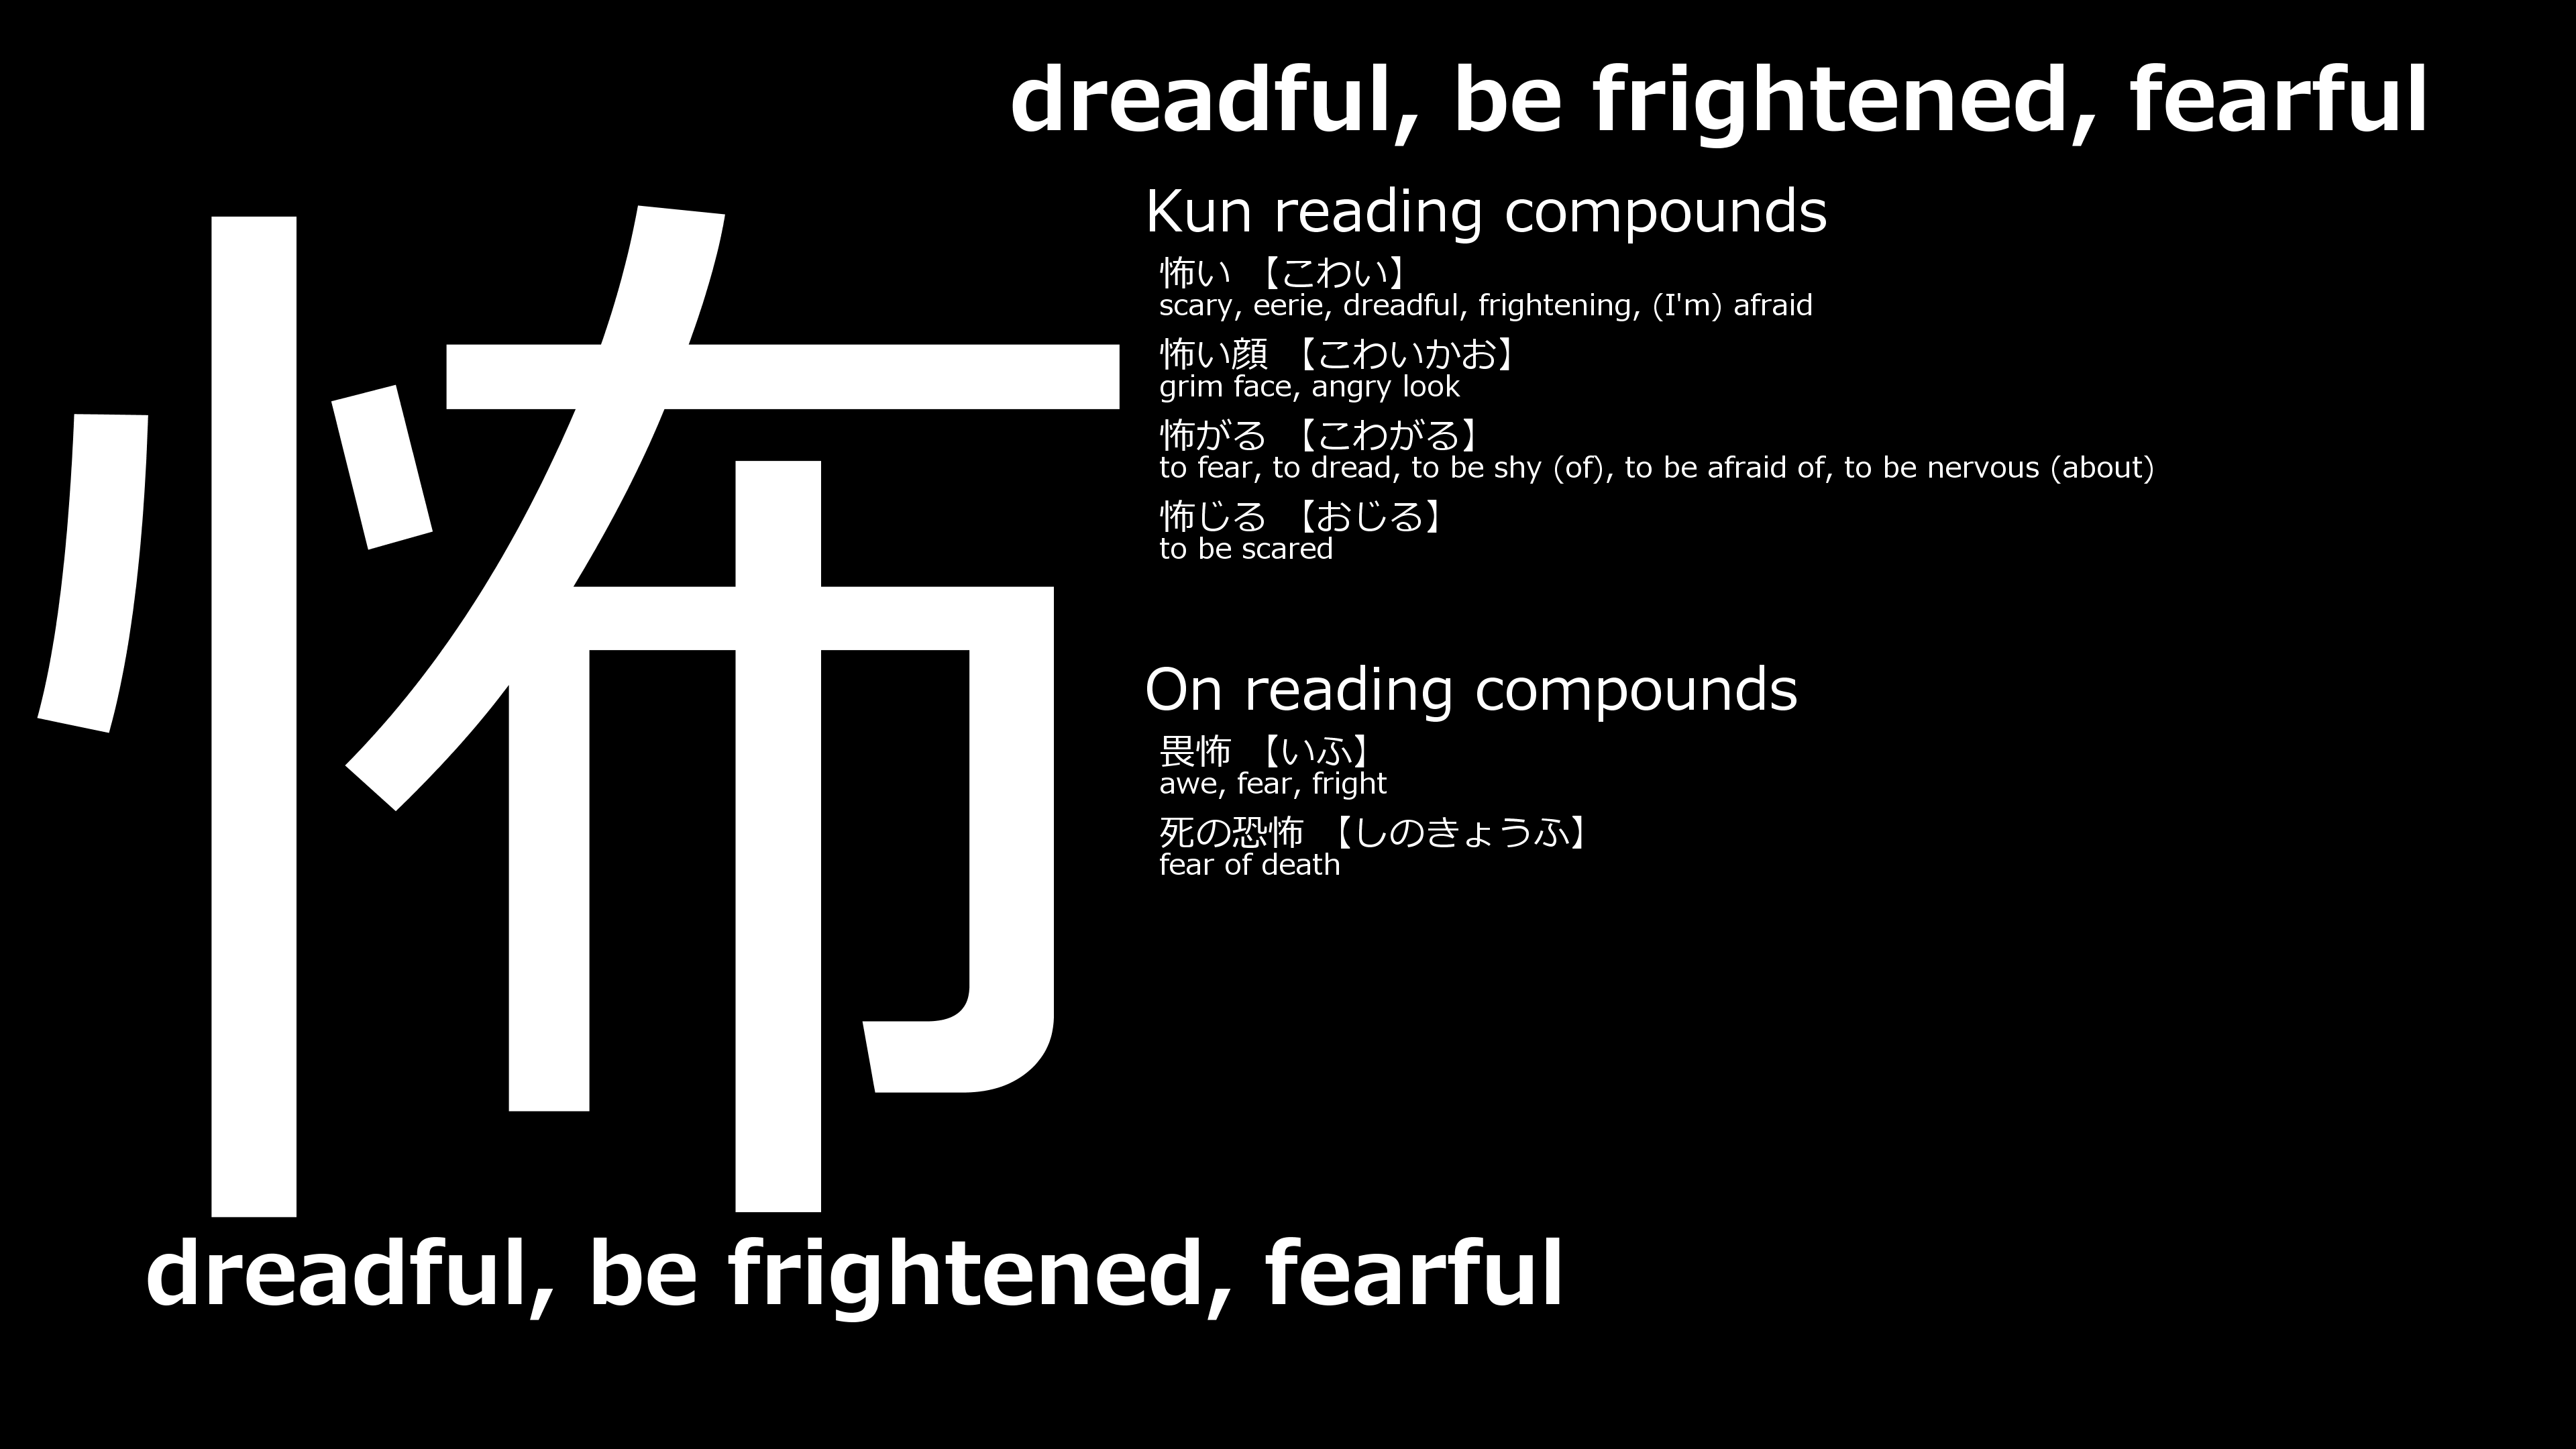 dreadful, be frightened, fearful
怖
Kun reading compounds
怖い 【こわい】
scary, eerie, dreadful, frightening, (I'm) afraid
怖い顔 【こわいかお】
grim face, angry look
怖がる 【こわがる】
to fear, to dread, to be shy (of), to be afraid of, to be nervous (about)
怖じる 【おじる】
to be scared
On reading compounds
畏怖 【いふ】
awe, fear, fright
死の恐怖 【しのきょうふ】
fear of death
dreadful, be frightened, fearful